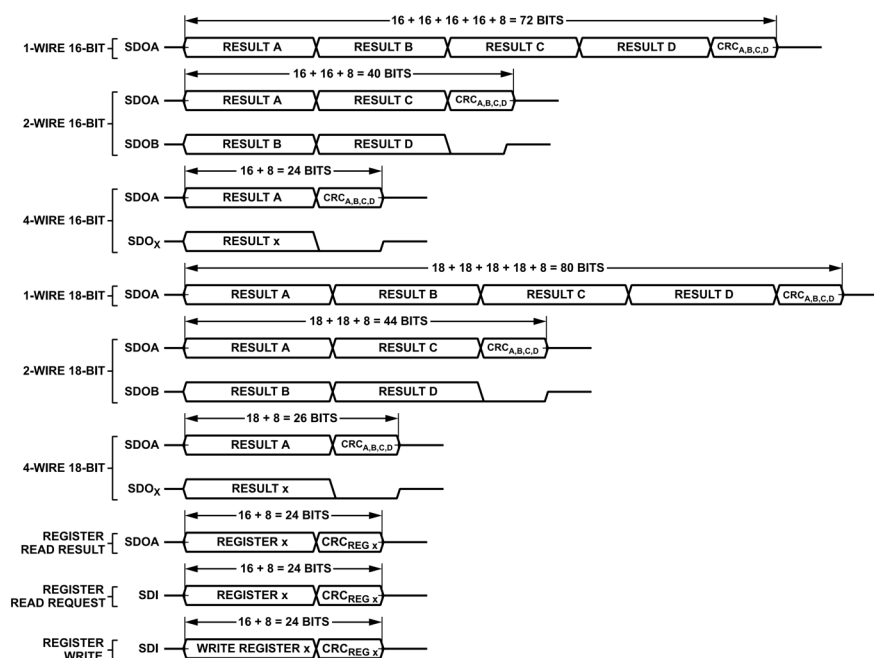 16 + 16 + 16 + 16 + 8 = 72 BITS
1-WIRE 16-BIT SDOA RESULT A RESULT B RESULT C RESULT D CRCA,B,C,D
16 + 16 + 8 = 40 BITS
SDOA RESULT A RESULT C CRCA,B,C,D
2-WIRE 16-BIT
SDOB RESULT B RESULT D
16 + 8 = 24 BITS
SDOA RESULT A CRCA,B,C,D
4-WIRE 16-BIT
SDOX RESULT x
18 + 18 + 18 + 18 + 8 = 80 BITS
1-WIRE 18-BIT SDOA RESULT A RESULT B RESULT C RESULT D CRCA,B,C,D
18 + 18 + 8 = 44 BITS
SDOA RESULT A RESULT C CRCA,B,C,D
2-WIRE 18-BIT
SDOB RESULT B RESULT D
18 + 8 = 26 BITS
SDOA RESULT A CRCA,B,C,D
4-WIRE 18-BIT
SDOX RESULT x
16 + 8 = 24 BITS
REGISTER
READ RESULT SDOA REGISTER x CRCREG x
16 + 8 = 24 BITS
REGISTER
READ REQUEST SDI REGISTER x CRCREG x
16 + 8 = 24 BITS
REGISTER
WRITE SDI WRITE REGISTER x CRCREG x